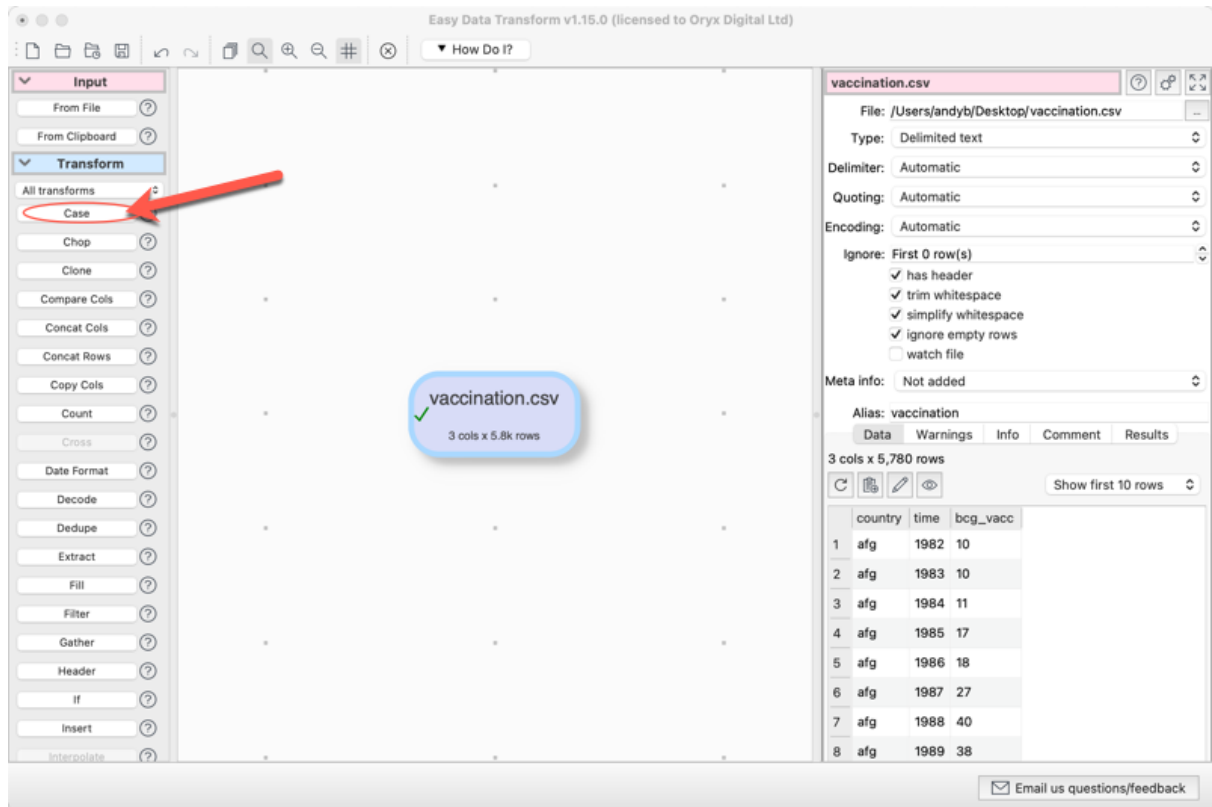 Easy Data Transform v1.15.0 (licensed to Oryx Digital Ltd)
▼ How Do I?
Input
From File
From Clipboard
Transform
All transforms
Case
Chop
Clone
Compare Cols
Concat Cols
Concat Rows
Copy Cols
Count
Cross
Date Format
Decode
Dedupe
Extract
Fill
Filter
Gather
Header
If
Insert
Interpolate
vaccination.csv
3 cols x 5.8k rows
vaccination.csv
File: /Users/andyb/Desktop/vaccination.csv ...
Type: Delimited text
Delimiter: Automatic
Quoting: Automatic
Encoding: Automatic
Ignore: First 0 row(s)
has header
trim whitespace
simplify whitespace
ignore empty rows
watch file
Meta info: Not added
Alias: vaccination
Data Warnings Info Comment Results
3 cols x 5,780 rows
Show first 10 rows
country time bcg_vacc
1 afg 1982 10
2 afg 1983 10
3 afg 1984 11
4 afg 1985 17
5 afg 1986 18
6 afg 1987 27
7 afg 1988 40
8 afg 1989 38
Email us questions/feedback